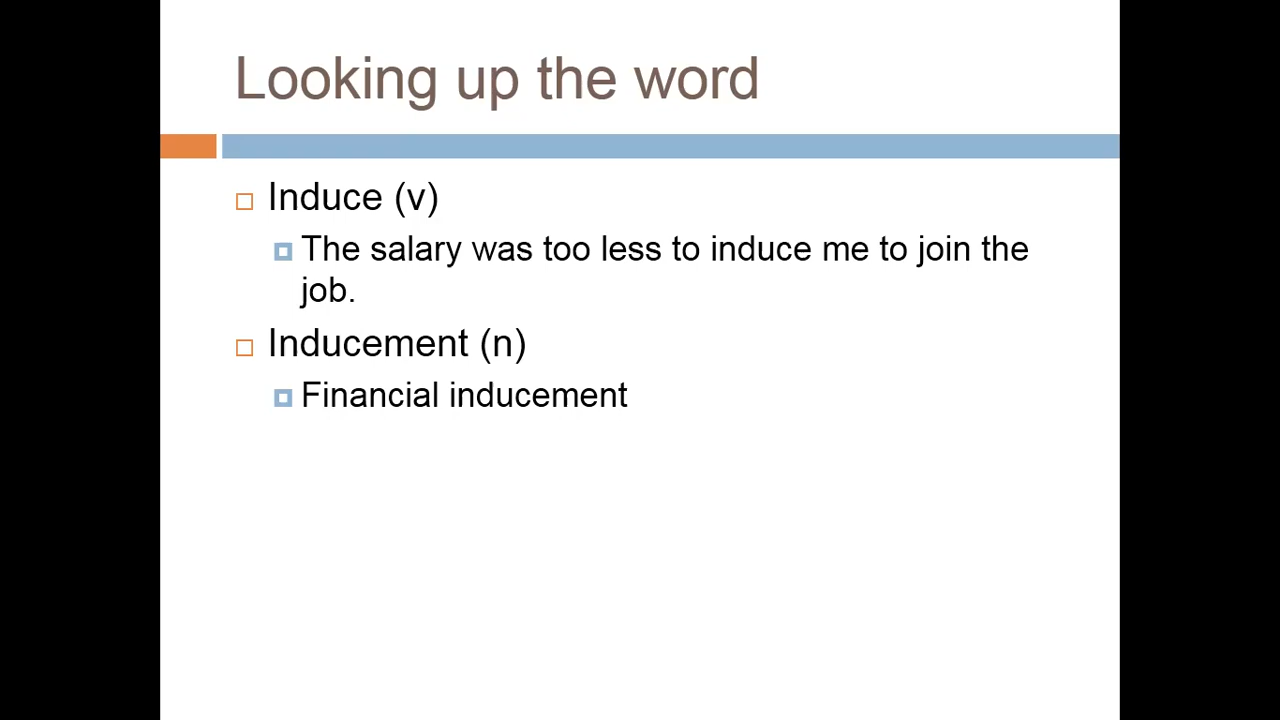 Looking up the word
Induce (v)
The salary was too less to induce me to join the
job.
Inducement (n)
Financial inducement